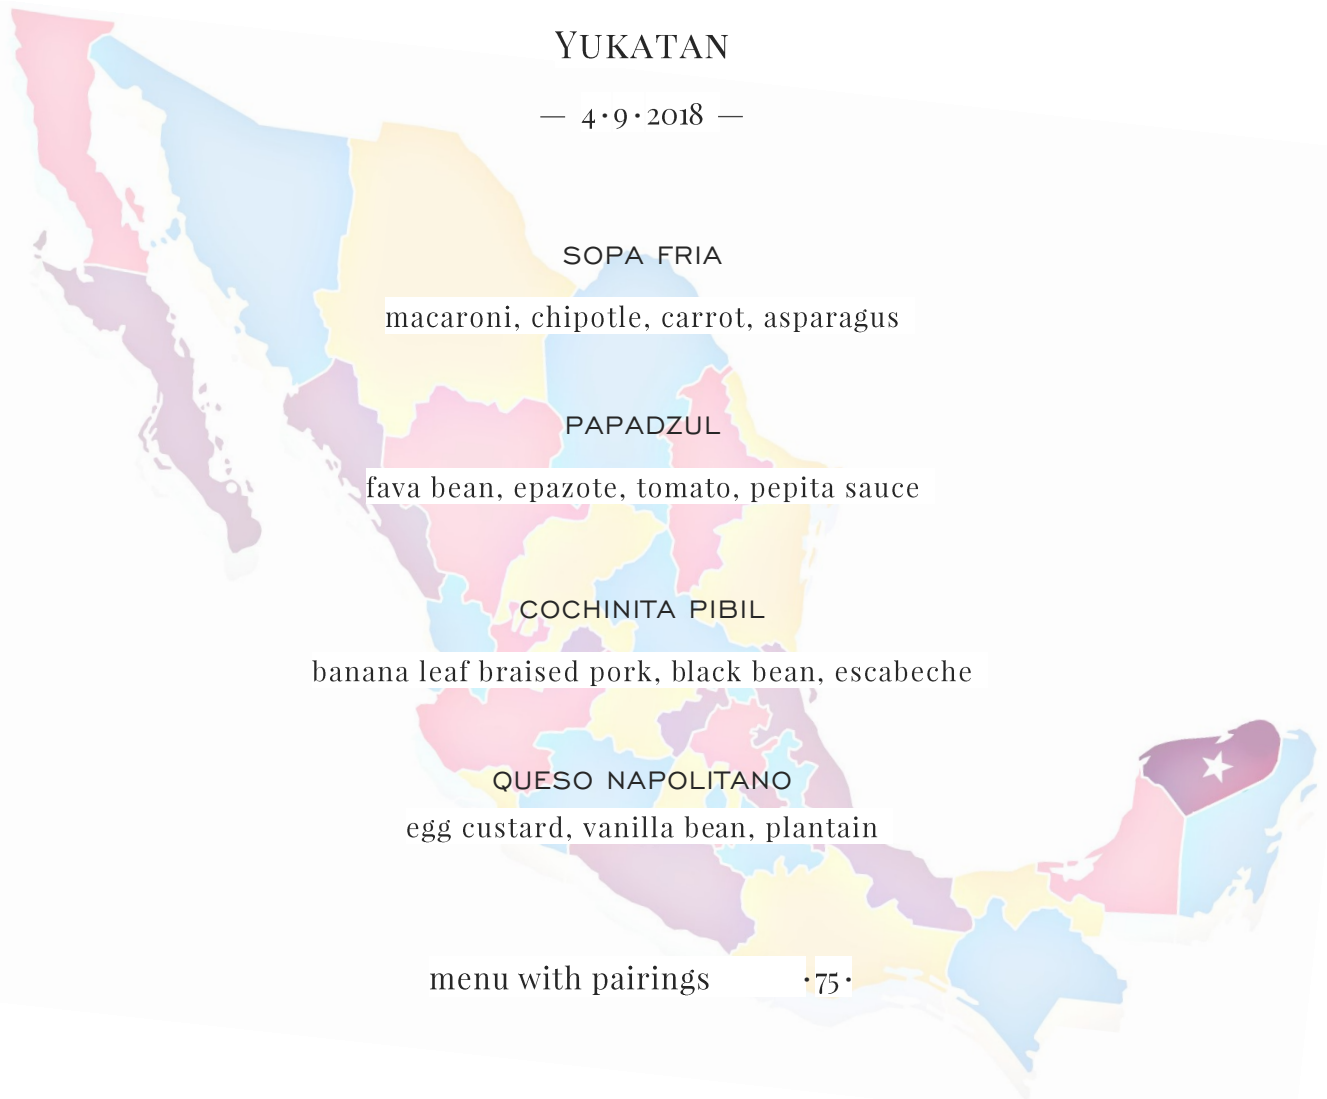 YUKATAN
— 4·9·2018 —
SOPA FRIA
macaroni, chipotle, carrot, asparagus
PAPADZUL
fava bean, epazote, tomato, pepita sauce
COCHINITA PIBIL
banana leaf braised pork, black bean, escabeche
QUESO NAPOLITANO
egg custard, vanilla bean, plantain
menu with pairings ·75·